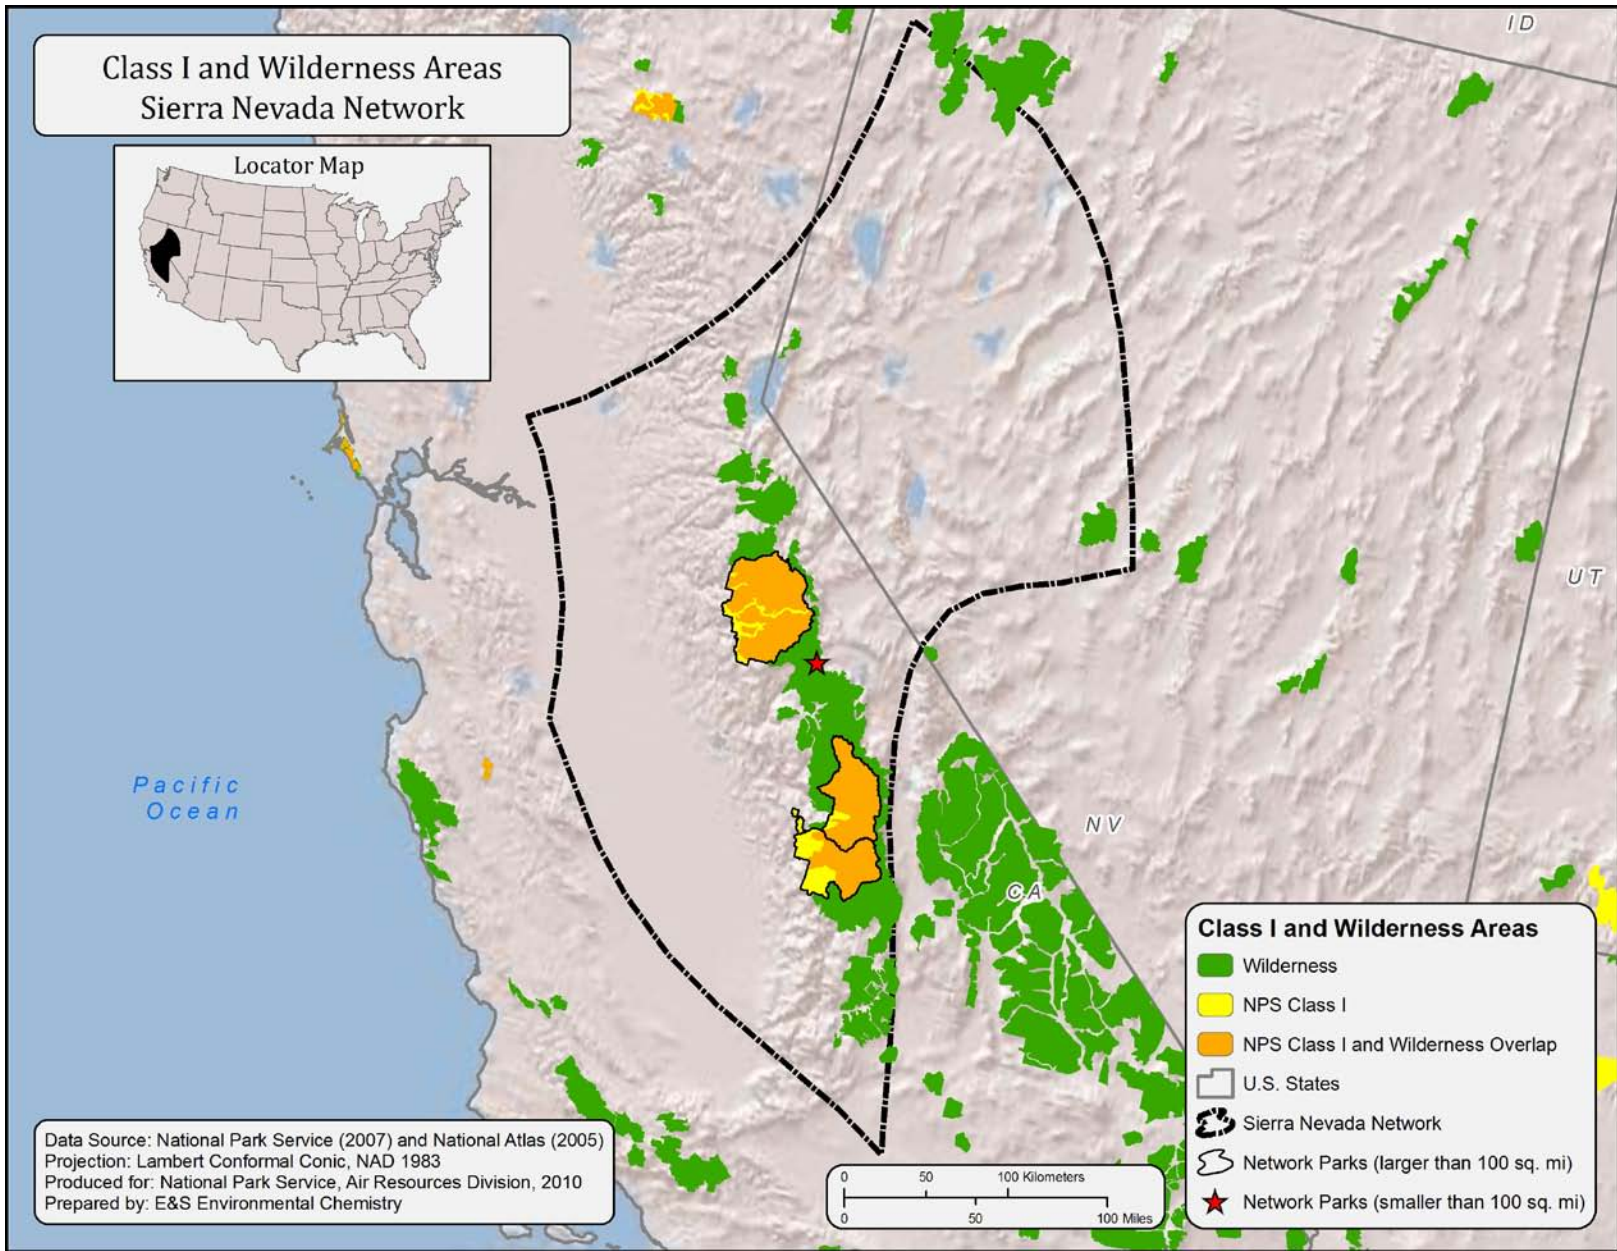 Class I and Wilderness Areas
Sierra Nevada Network
Locator Map
ID
UT
Pacific
Ocean
NV
CA
Class I and Wilderness Areas
Wilderness
NPS Class I
NPS Class I and Wilderness Overlap
U.S. States
Sierra Nevada Network
Network Parks (larger than 100 sq. mi)
Network Parks (smaller than 100 sq. mi)
Data Source: National Park Service (2007) and National Atlas (2005)
Projection: Lambert Conformal Conic, NAD 1983
Produced for: National Park Service, Air Resources Division, 2010
Prepared by: E&S Environmental Chemistry
0 50 100 Kilometers
0 50 100 Miles